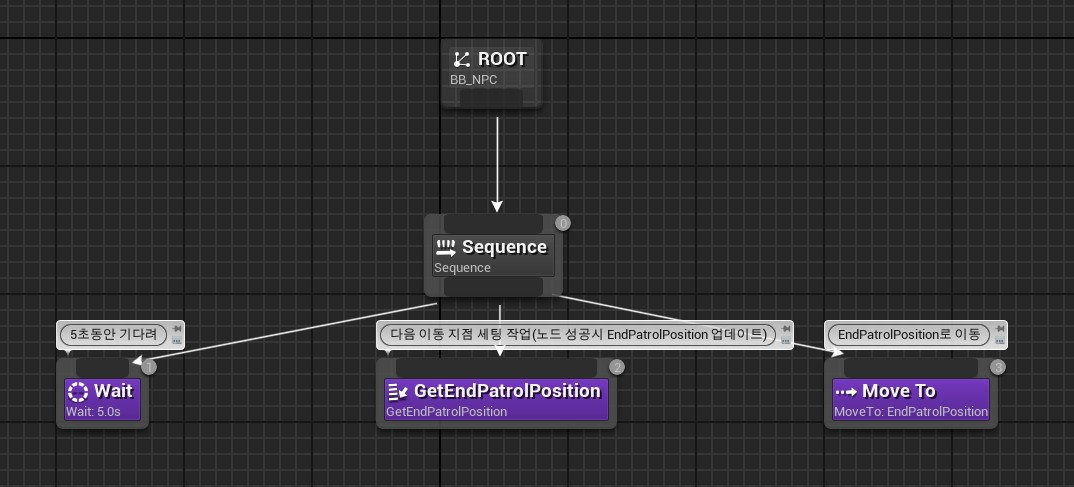 ROOT
BB_NPC
0
Sequence
Sequence
5초동안 기다려
다음 이동 지점 세팅 작업(노드 성공시 EndPatrolPosition 업데이트)
EndPatrolPosition로 이동
1
Wait
Wait: 5.0s
2
GetEndPatrolPosition
GetEndPatrolPosition
3
Move To
MoveTo: EndPatrolPosition